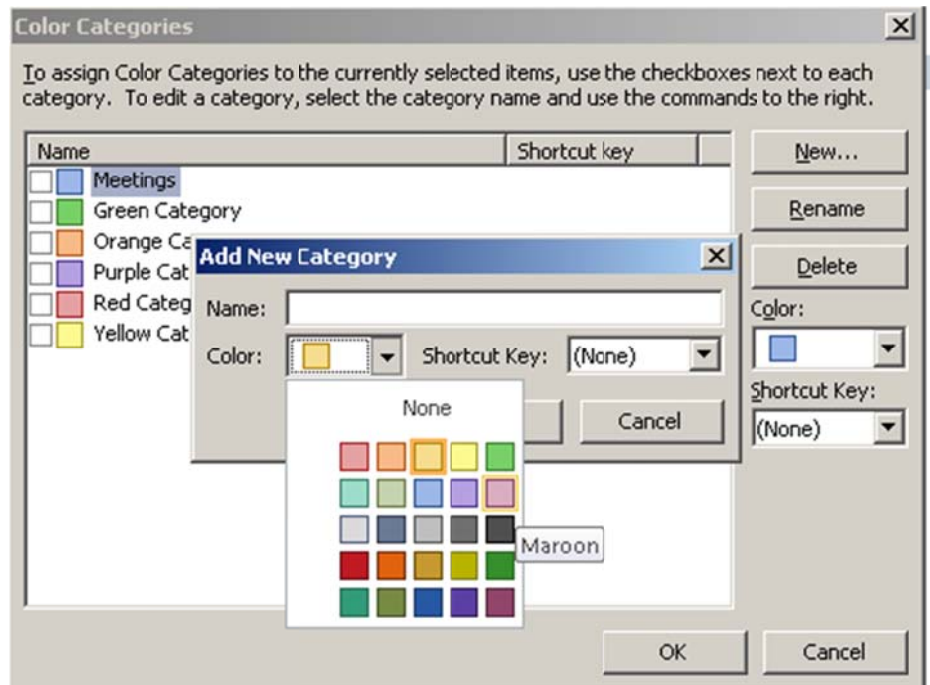 Color Categories
To assign Color Categories to the currently selected items, use the checkboxes next to each
category. To edit a category, select the category name and use the commands to the right.
Name Shortcut key
Meetings
Green Category
Orange Ca
Purple Cat
Red Categ
Yellow Cat
New...
Rename
Delete
Color:
Shortcut Key:
(None)
Add New Category
Name:
Color: Shortcut Key: (None)
Cancel
None
Maroon
OK Cancel